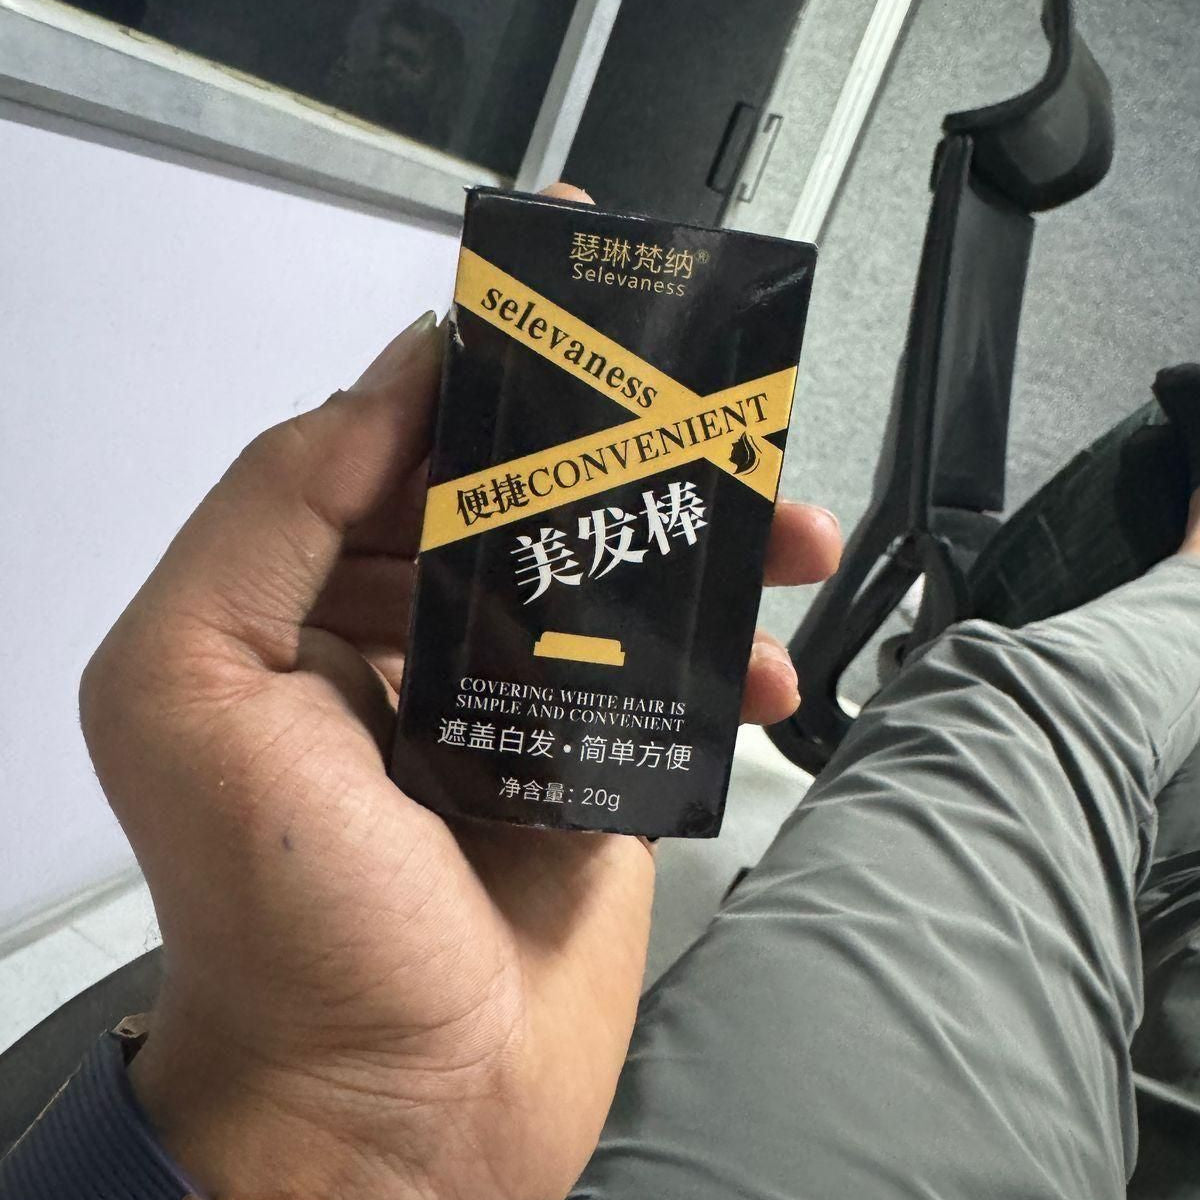 瑟琳梵纳®
Selevaness
selevaness
便捷CONVENIENT
美发棒
COVERING WHITE HAIR IS
SIMPLE AND CONVENIENT
遮盖白发•简单方便
净含量: 20g